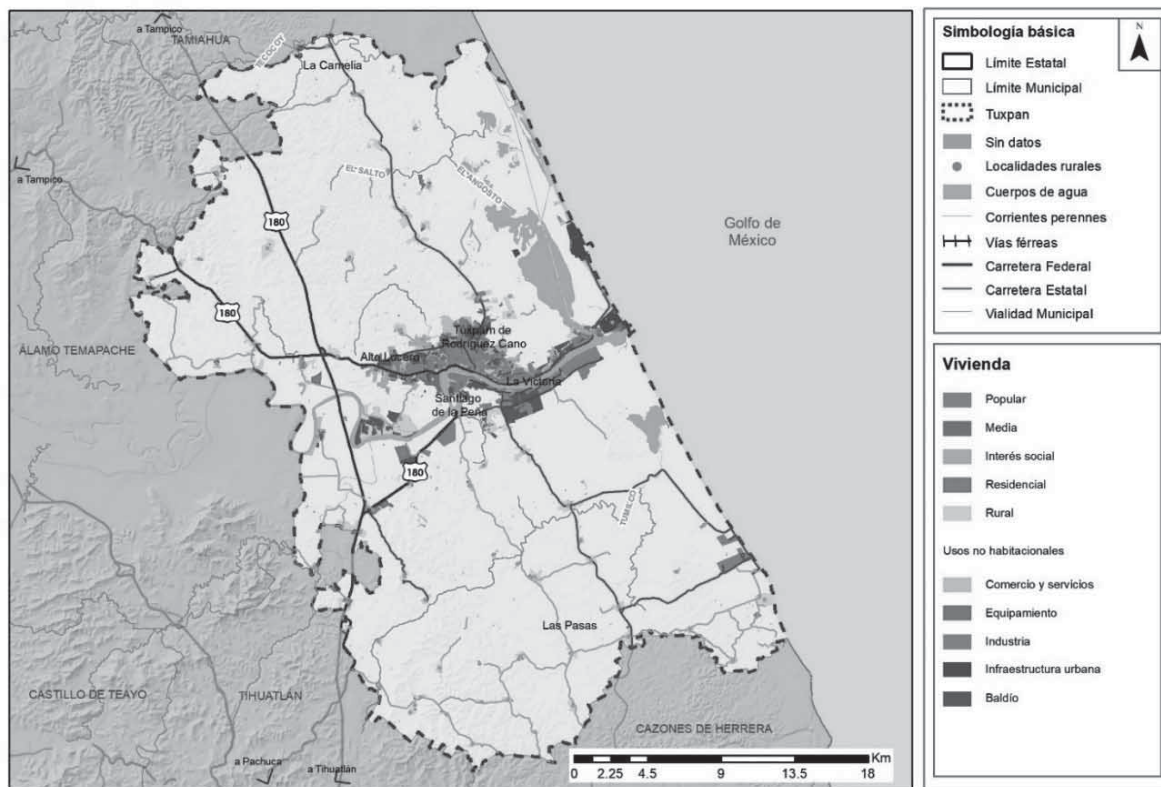 a Tampico
TAMIAHUA
La Camelia
a Tampico
EL SALTO
EL ANGOSTO
180
Golfo de
México
180
Tuxpam de
Rodríguez Cano
Alto Lucero
ÁLAMO TEMAPACHE
La Victoria
Santiago
de la Peña
180
TUMILCO
Las Pasas
CASTILLO DE TEAYO
TIHUATLÁN
CAZONES DE HERRERA
a Pachuca
a Tihuatlán
Km
0 2.25 4.5 9 13.5 18
N
Simbología básica
Límite Estatal
Límite Municipal
Tuxpan
Sin datos
Localidades rurales
Cuerpos de agua
Corrientes perennes
Vías férreas
Carretera Federal
Carretera Estatal
Vialidad Municipal
Vivienda
Popular
Media
Interés social
Residencial
Rural
Usos no habitacionales
Comercio y servicios
Equipamiento
Industria
Infraestructura urbana
Baldío